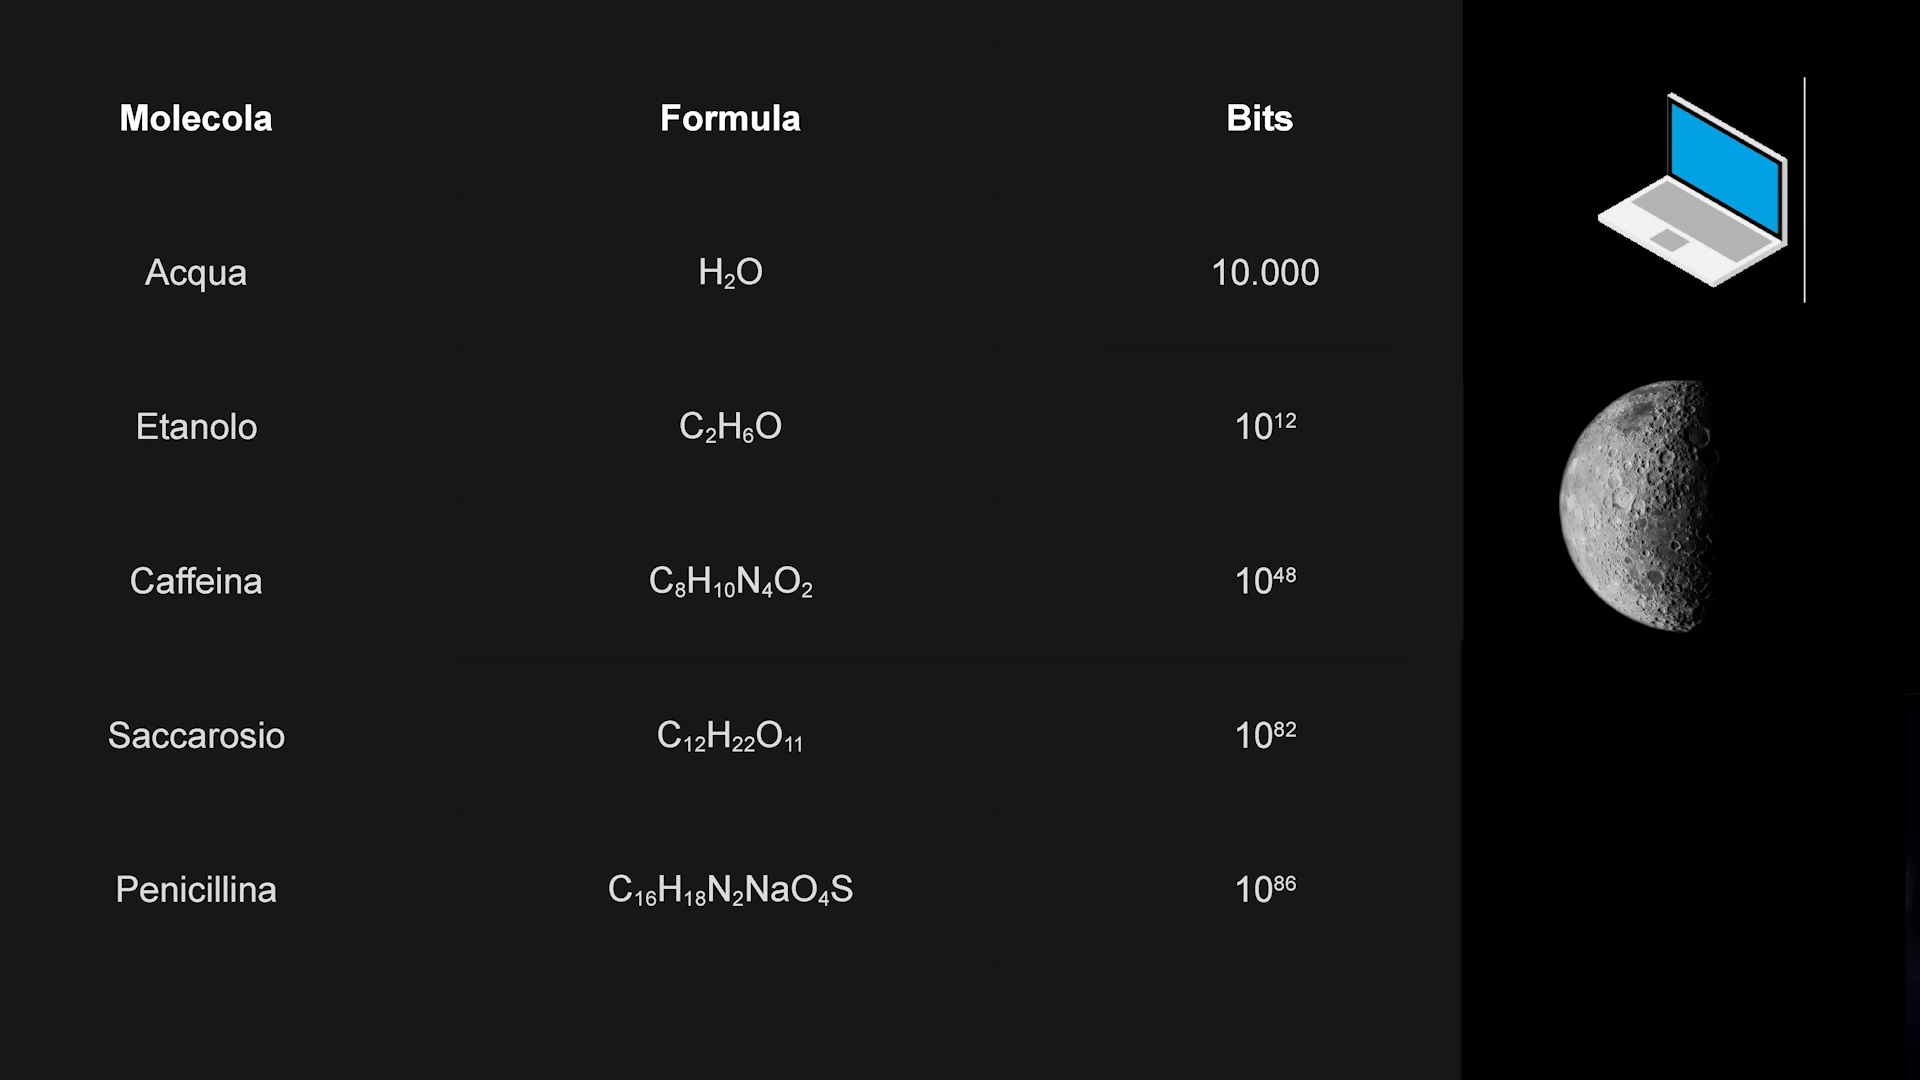 Molecola Formula Bits
Acqua H₂O 10.000
Etanolo C₂H₆O 10¹²
Caffeina C₈H₁₀N₄O₂ 10⁴⁸
Saccarosio C₁₂H₂₂O₁₁ 10⁸²
Penicillina C₁₆H₁₈N₂NaO₄S 10⁸⁶